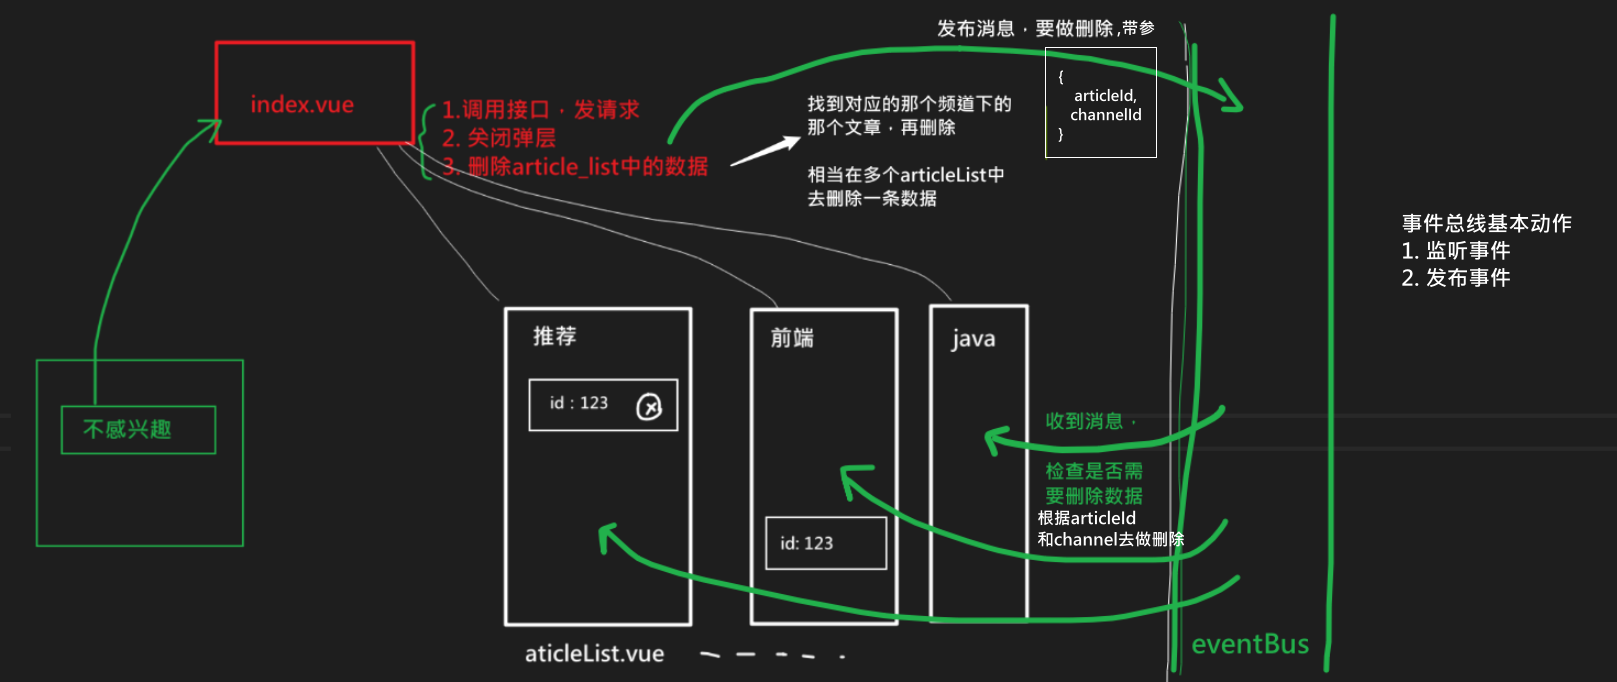 发布消息，要做删除,带参
index.vue
1.调用接口，发请求
2. 关闭弹层
3. 删除article_list中的数据
找到对应的那个频道下的
那个文章，再删除
相当在多个articleList中
去删除一条数据
{
articleId,
channelId
}
事件总线基本动作
1. 监听事件
2. 发布事件
不感兴趣
推荐
id：123
前端
id: 123
java
收到消息，
检查是否需
要删除数据
根据articleId
和channel去做删除
aticleList.vue
eventBus